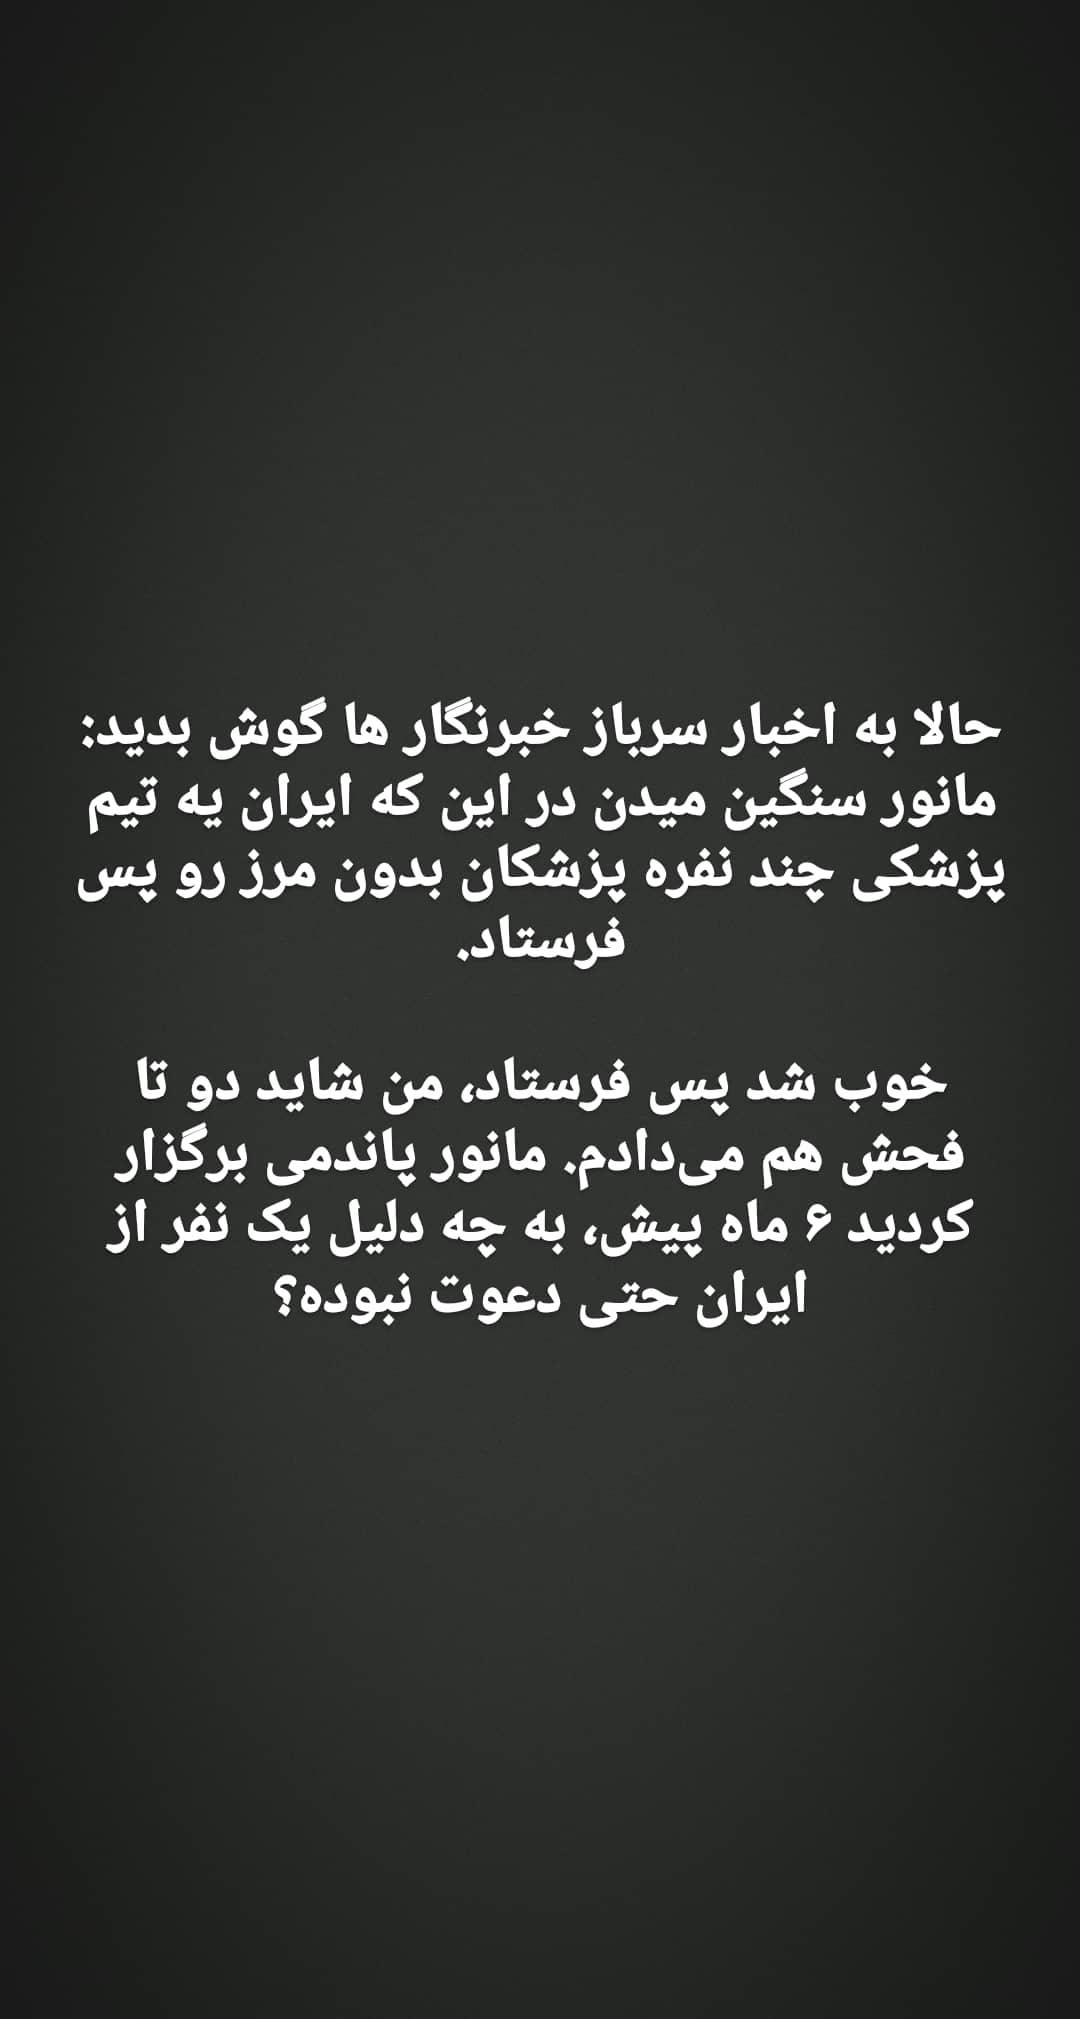 حالا به اخبار سرباز خبرنگار ها گوش بدید:
مانور سنگین میدن در این که ایران یه تیم
پزشکی چند نفره پزشکان بدون مرز رو پس
فرستاد.
خوب شد پس فرستاد، من شاید دو تا
فحش هم می‌دادم. مانور پاندمی برگزار
کردید ۶ ماه پیش، به چه دلیل یک نفر از
ایران حتی دعوت نبوده؟